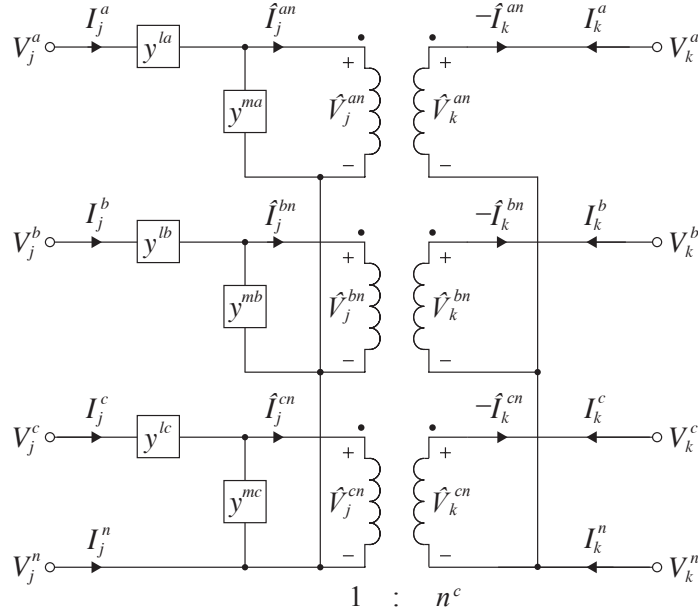 I_j^a Î_j^{an} −Î_k^{an} I_k^a
V_j^a y^{la} + + V_k^a
y^{ma} V̂_j^{an} V̂_k^{an}
− −
I_j^b Î_j^{bn} −Î_k^{bn} I_k^b
V_j^b y^{lb} + + V_k^b
y^{mb} V̂_j^{bn} V̂_k^{bn}
− −
I_j^c Î_j^{cn} −Î_k^{cn} I_k^c
V_j^c y^{lc} + + V_k^c
y^{mc} V̂_j^{cn} V̂_k^{cn}
I_j^n − − I_k^n
V_j^n V_k^n
1 : n^c